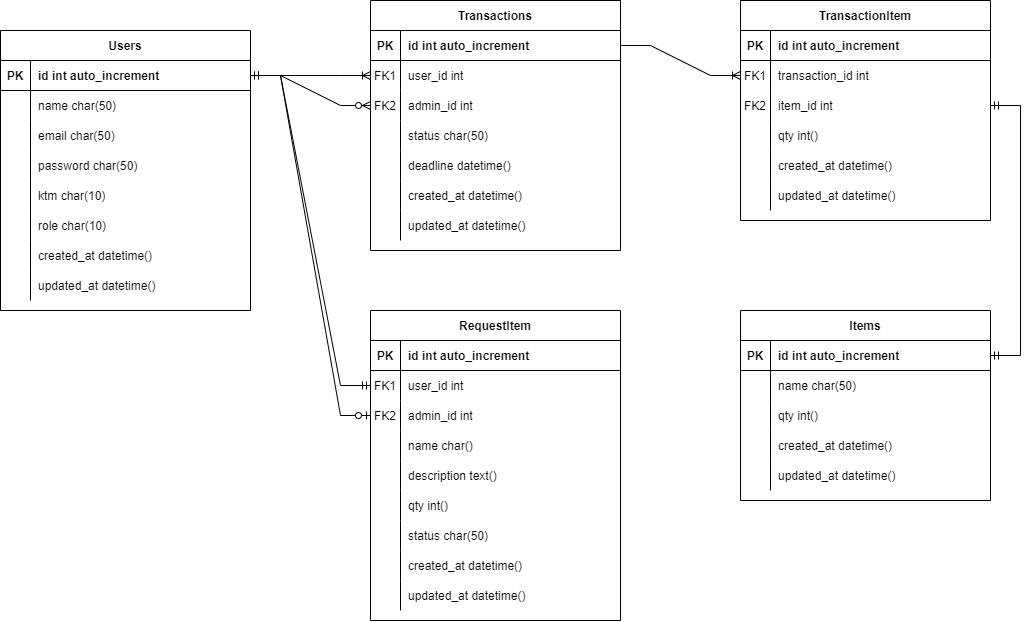 Users
PK id int auto_increment
name char(50)
email char(50)
password char(50)
ktm char(10)
role char(10)
created_at datetime()
updated_at datetime()
Transactions
PK id int auto_increment
FK1 user_id int
FK2 admin_id int
status char(50)
deadline datetime()
created_at datetime()
updated_at datetime()
TransactionItem
PK id int auto_increment
FK1 transaction_id int
FK2 item_id int
qty int()
created_at datetime()
updated_at datetime()
RequestItem
PK id int auto_increment
FK1 user_id int
FK2 admin_id int
name char()
description text()
qty int()
status char(50)
created_at datetime()
updated_at datetime()
Items
PK id int auto_increment
name char(50)
qty int()
created_at datetime()
updated_at datetime()